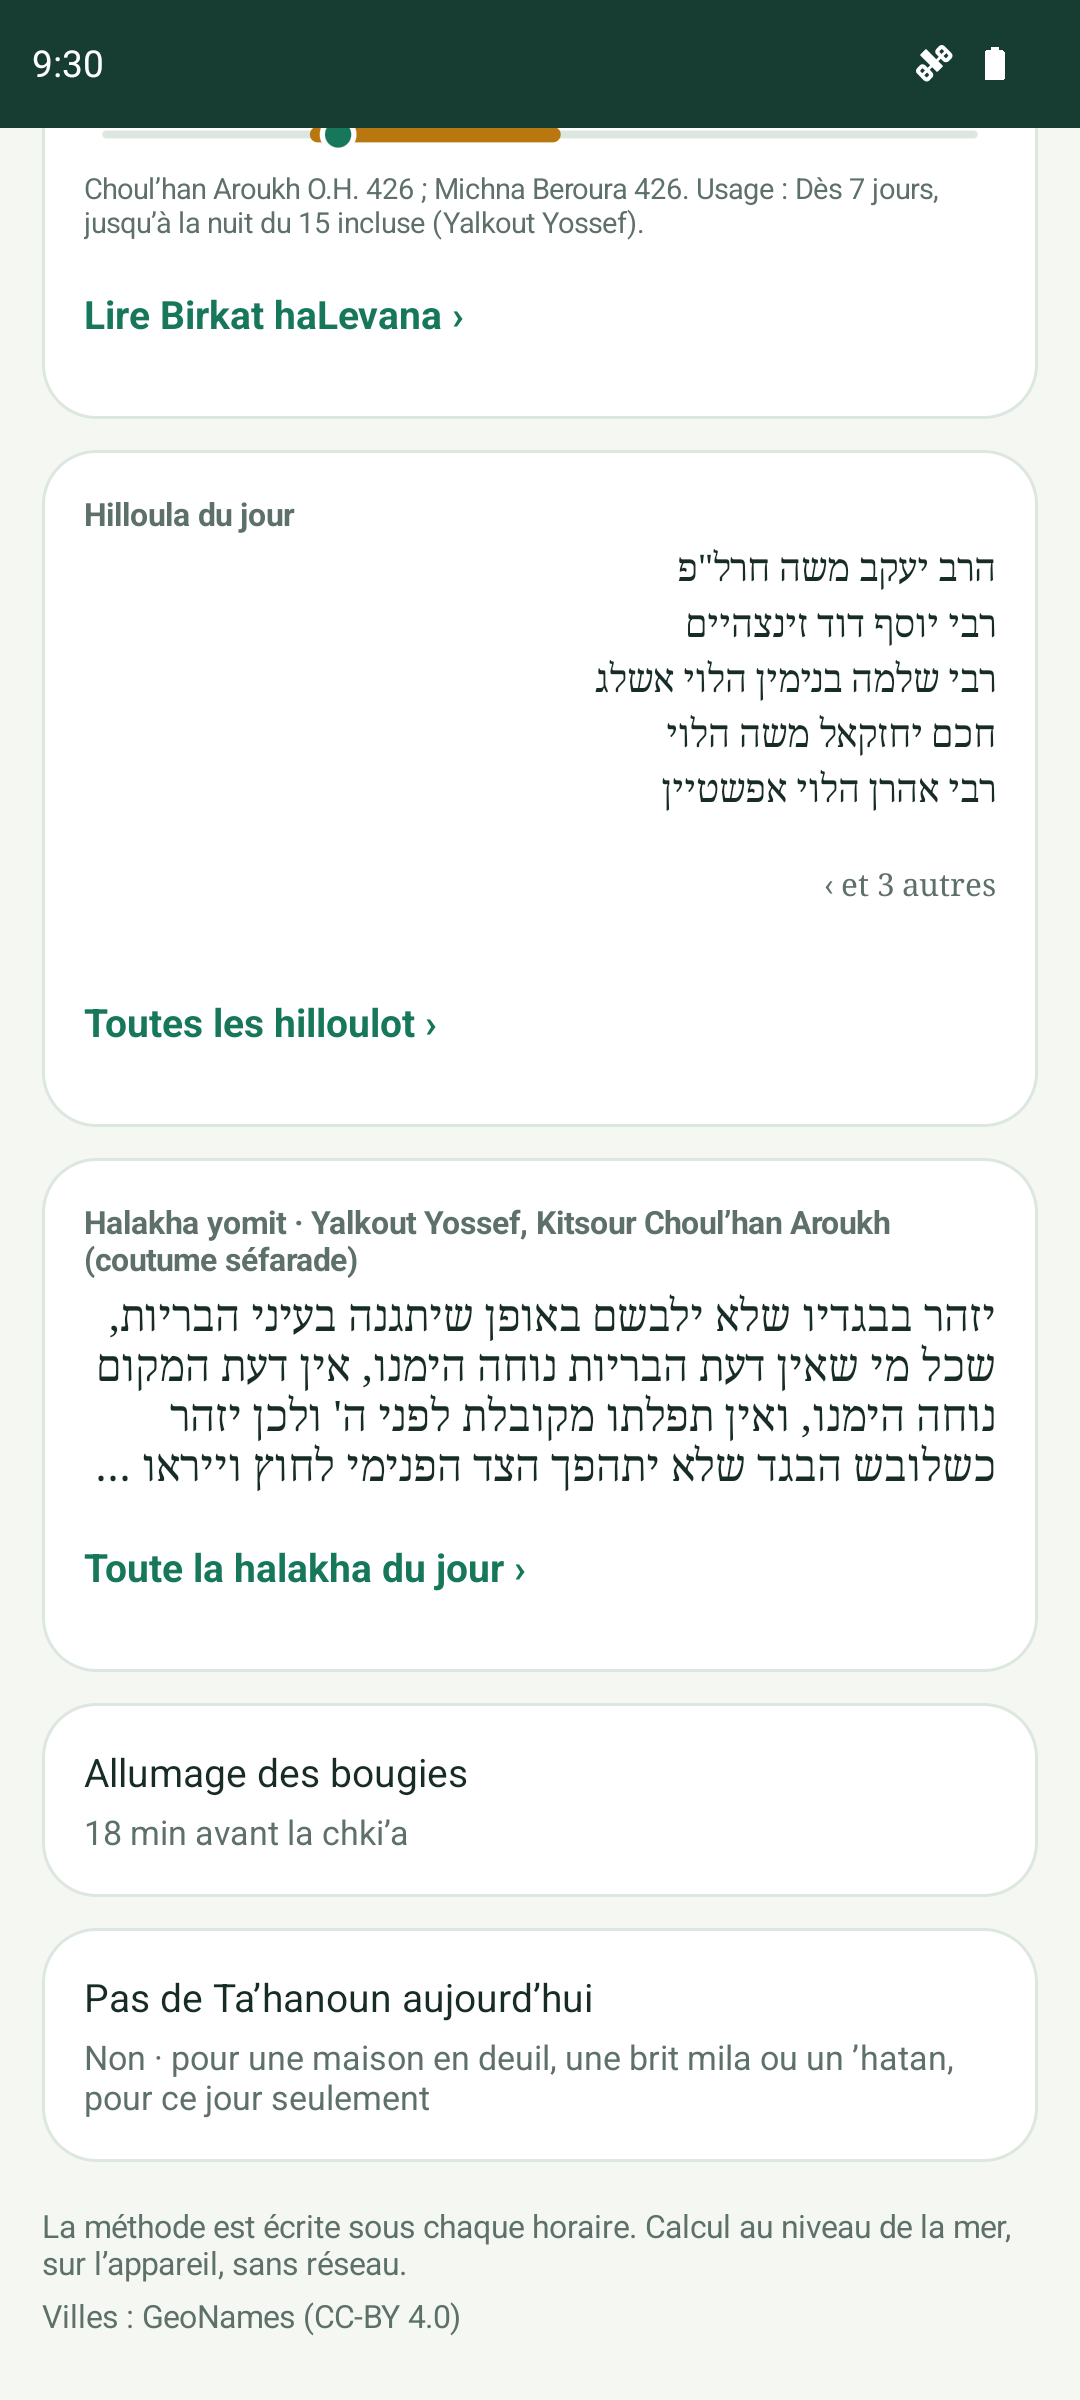 9:30
Choul’han Aroukh O.H. 426 ; Michna Beroura 426. Usage : Dès 7 jours,
jusqu’à la nuit du 15 incluse (Yalkout Yossef).
Lire Birkat haLevana ›
Hilloula du jour
הרב יעקב משה חרל"פ
רבי יוסף דוד זינצהיים
רבי שלמה בנימין הלוי אשלג
חכם יחזקאל משה הלוי
רבי אהרן הלוי אפשטיין
‹ et 3 autres
Toutes les hilloulot ›
Halakha yomit · Yalkout Yossef, Kitsour Choul’han Aroukh
(coutume séfarade)
יזהר בבגדיו שלא ילבשם באופן שיתגנה בעיני הבריות,
שכל מי שאין דעת הבריות נוחה הימנו, אין דעת המקום
נוחה הימנו, ואין תפלתו מקובלת לפני ה' ולכן יזהר
כשלובש הבגד שלא יתהפך הצד הפנימי לחוץ וייראו ...
Toute la halakha du jour ›
Allumage des bougies
18 min avant la chki’a
Pas de Ta’hanoun aujourd’hui
Non · pour une maison en deuil, une brit mila ou un ’hatan,
pour ce jour seulement
La méthode est écrite sous chaque horaire. Calcul au niveau de la mer,
sur l’appareil, sans réseau.
Villes : GeoNames (CC-BY 4.0)